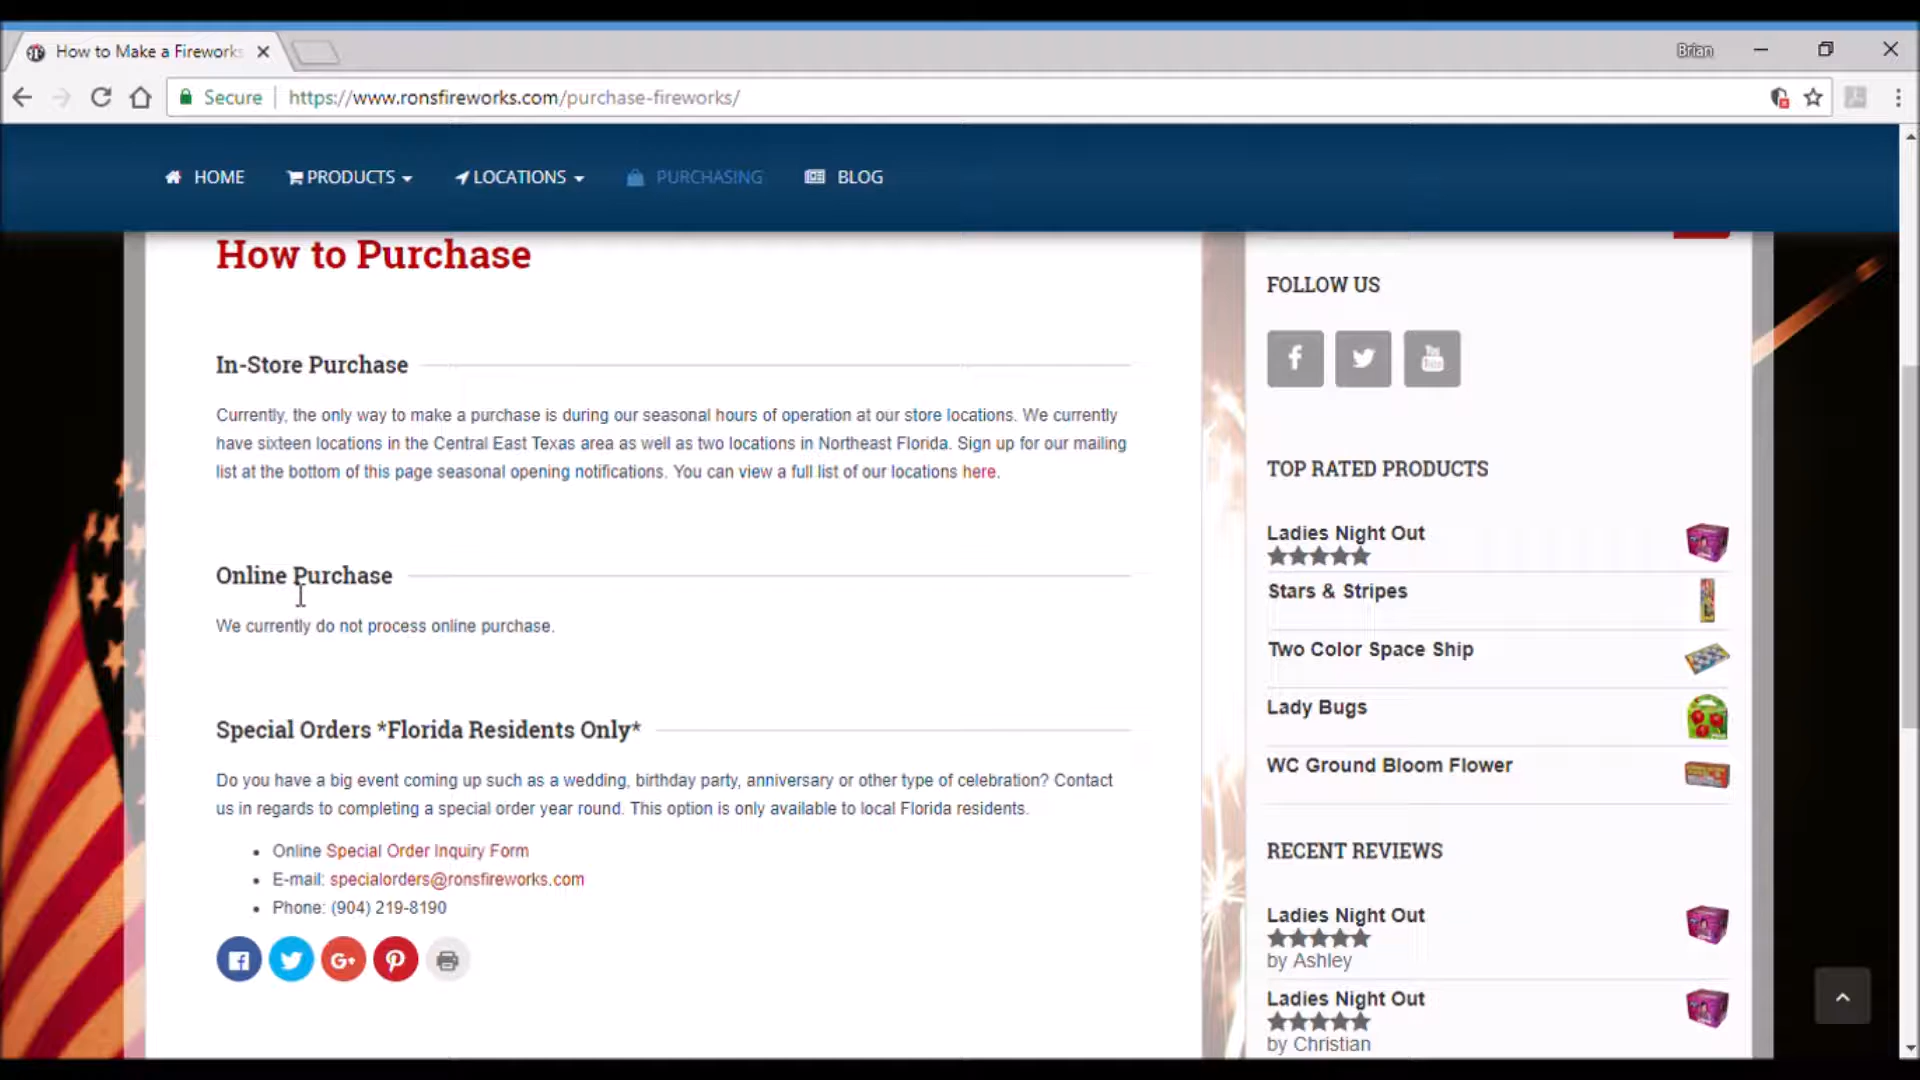 How to Make a Fireworks
Brian
Secure
https://www.ronsfireworks.com/purchase-fireworks/
HOME
PRODUCTS
LOCATIONS
PURCHASING
BLOG
How to Purchase
In-Store Purchase
Currently, the only way to make a purchase is during our seasonal hours of operation at our store locations. We currently
have sixteen locations in the Central East Texas area as well as two locations in Northeast Florida. Sign up for our mailing
list at the bottom of this page seasonal opening notifications. You can view a full list of our locations here.
Online Purchase
We currently do not process online purchase.
Special Orders *Florida Residents Only*
Do you have a big event coming up such as a wedding, birthday party, anniversary or other type of celebration? Contact
us in regards to completing a special order year round. This option is only available to local Florida residents.
Online Special Order Inquiry Form
E-mail: specialorders@ronsfireworks.com
Phone: (904) 219-8190
FOLLOW US
TOP RATED PRODUCTS
Ladies Night Out
Stars & Stripes
Two Color Space Ship
Lady Bugs
WC Ground Bloom Flower
RECENT REVIEWS
Ladies Night Out
by Ashley
Ladies Night Out
by Christian